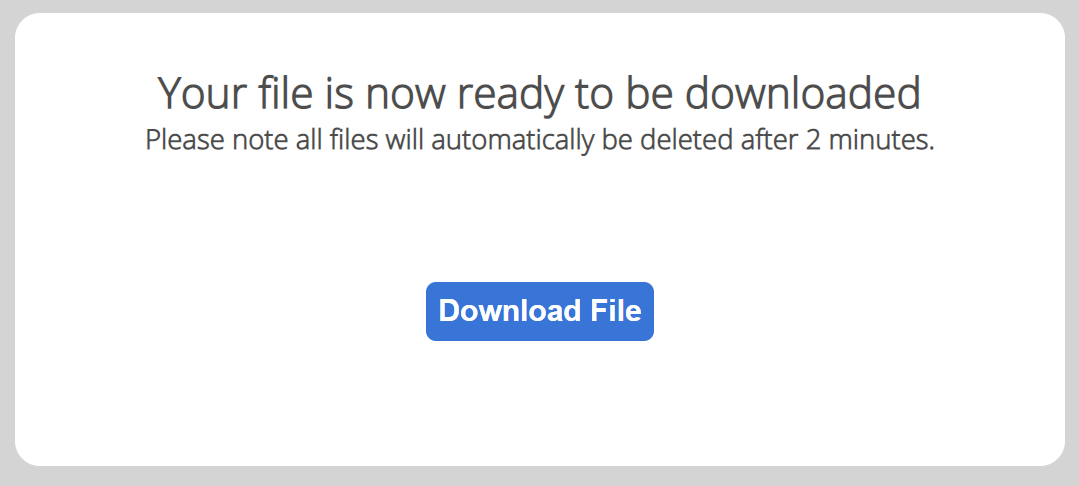 Your file is now ready to be downloaded
Please note all files will automatically be deleted after 2 minutes.
Download File